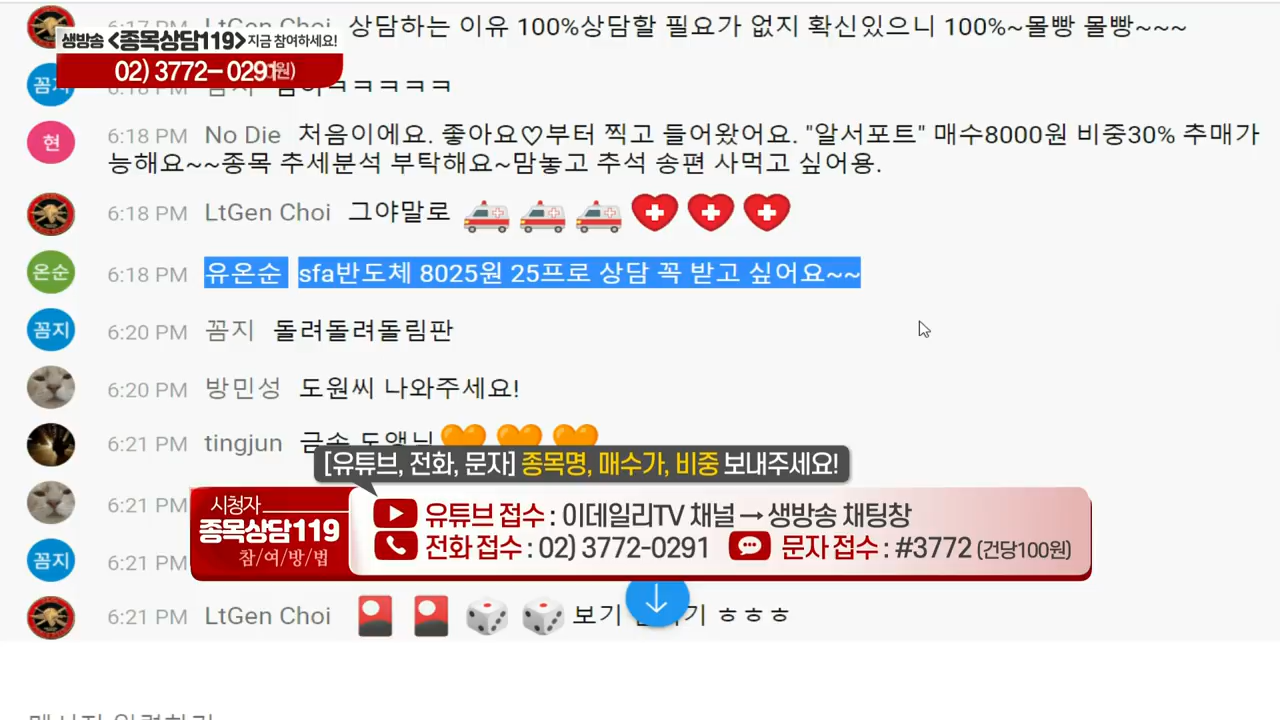 6:17 PM LtGen Choi 상담하는 이유 100%상담할 필요가 없지 확신있으니 100%~몰빵 몰빵~~~
생방송 <종목상담119> 지금 참여하세요!
02) 3772-0291
꼼지 6:18 PM 꼼지 ㅋㅋㅋㅋㅋ
현 6:18 PM No Die 처음이에요. 좋아요♡부터 찍고 들어왔어요. "알서포트" 매수8000원 비중30% 추매가
능해요~~종목 추세분석 부탁해요~맘놓고 추석 송편 사먹고 싶어용.
6:18 PM LtGen Choi 그야말로 🚑🚑🚑
온순 6:18 PM 유온순 sfa반도체 8025원 25프로 상담 꼭 받고 싶어요~~
꼼지 6:20 PM 꼼지 돌려돌려돌림판
6:20 PM 방민성 도원씨 나와주세요!
6:21 PM tingjun 금손 도앵님 🧡🧡🧡
[유튜브, 전화, 문자] 종목명, 매수가, 비중 보내주세요!
6:21 PM
시청자
종목상담119
참/여/방/법
유튜브 접수 : 이데일리TV 채널 → 생방송 채팅창
전화 접수 : 02) 3772-0291 문자 접수 : #3772 (건당100원)
꼼지 6:21 PM
6:21 PM LtGen Choi 🎴🎴🎲🎲 보기 기 ㅎㅎㅎ